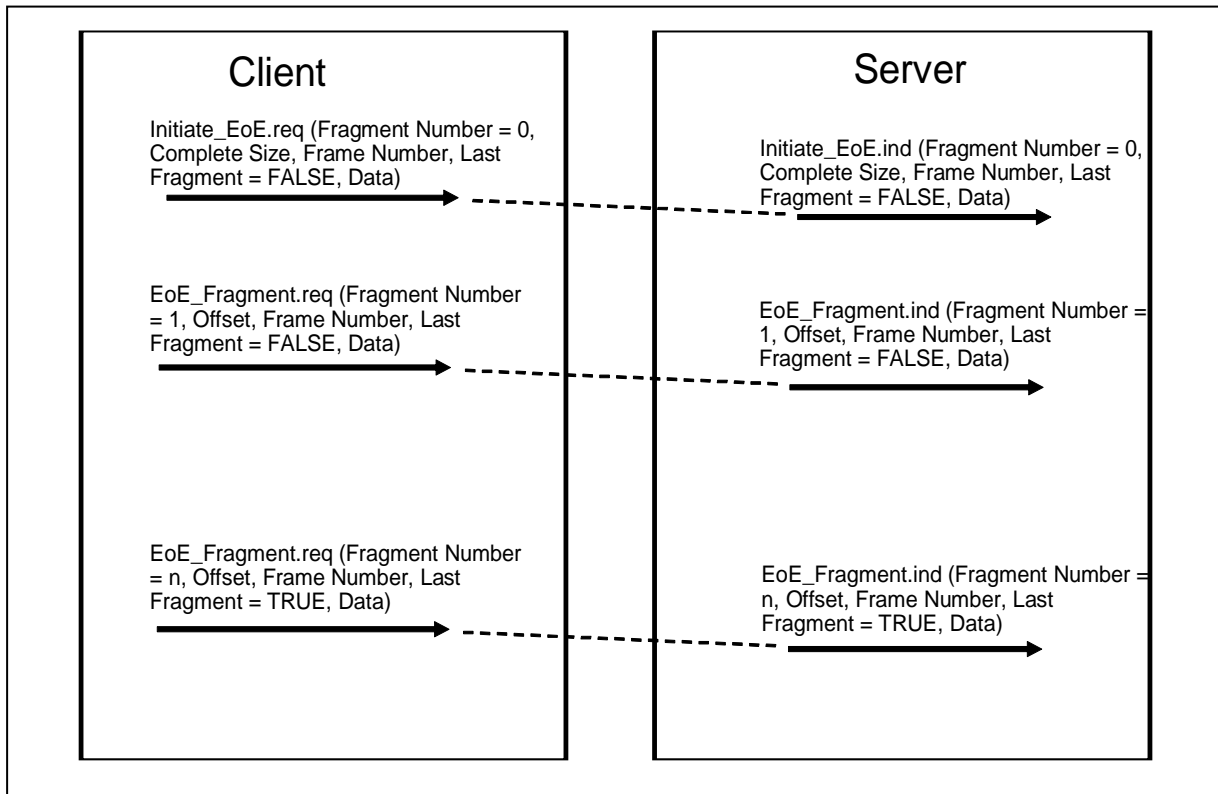 Client
Initiate_EoE.req (Fragment Number = 0,
Complete Size, Frame Number, Last
Fragment = FALSE, Data)
EoE_Fragment.req (Fragment Number
= 1, Offset, Frame Number, Last
Fragment = FALSE, Data)
EoE_Fragment.req (Fragment Number
= n, Offset, Frame Number, Last
Fragment = TRUE, Data)
Server
Initiate_EoE.ind (Fragment Number = 0,
Complete Size, Frame Number, Last
Fragment = FALSE, Data)
EoE_Fragment.ind (Fragment Number =
1, Offset, Frame Number, Last
Fragment = FALSE, Data)
EoE_Fragment.ind (Fragment Number =
n, Offset, Frame Number, Last
Fragment = TRUE, Data)